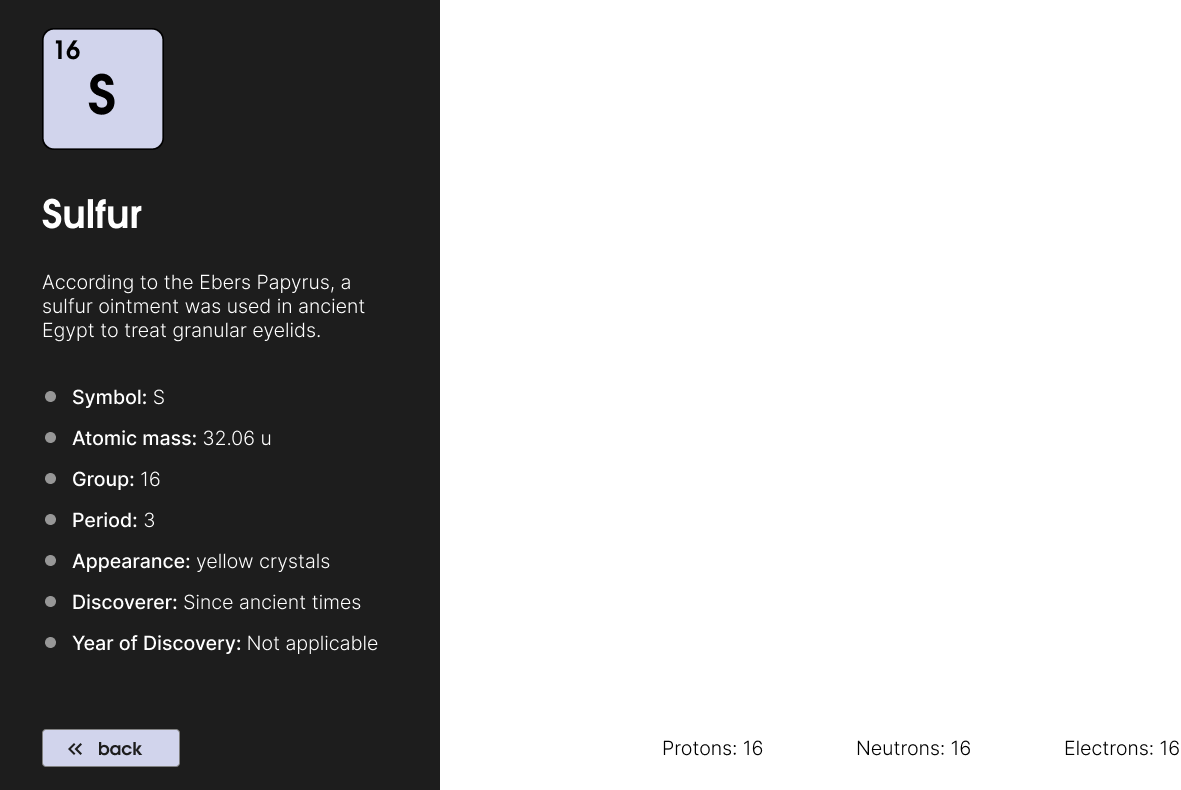 16
S
Sulfur
According to the Ebers Papyrus, a
sulfur ointment was used in ancient
Egypt to treat granular eyelids.
Symbol: S
Atomic mass: 32.06 u
Group: 16
Period: 3
Appearance: yellow crystals
Discoverer: Since ancient times
Year of Discovery: Not applicable
« back
Protons: 16
Neutrons: 16
Electrons: 16